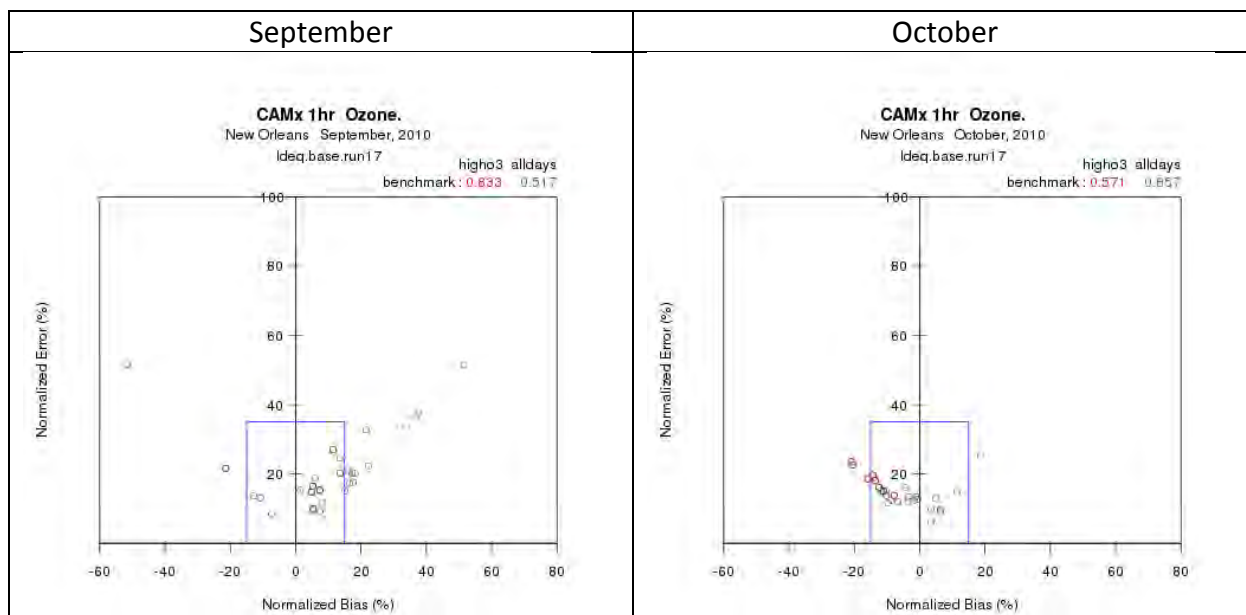 September
CAMx 1hr Ozone.
New Orleans September, 2010
ldeq.base.run17
higho3 alldays
benchmark : 0.833 0.517
100
80
60
40
20
Normalized Error (%)
-60 -40 -20 0 20 40 60 80
Normalized Bias (%)
October
CAMx 1hr Ozone.
New Orleans October, 2010
ldeq.base.run17
higho3 alldays
benchmark : 0.571 0.857
100
80
60
40
20
Normalized Error (%)
-60 -40 -20 0 20 40 60 80
Normalized Bias (%)